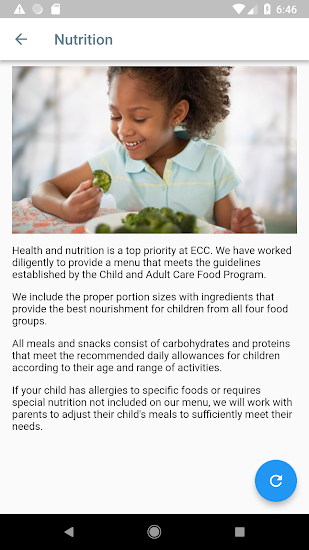 6:46
Nutrition
Health and nutrition is a top priority at ECC. We have worked
diligently to provide a menu that meets the guidelines
established by the Child and Adult Care Food Program.
We include the proper portion sizes with ingredients that
provide the best nourishment for children from all four food
groups.
All meals and snacks consist of carbohydrates and proteins
that meet the recommended daily allowances for children
according to their age and range of activities.
If your child has allergies to specific foods or requires
special nutrition not included on our menu, we will work with
parents to adjust their child's meals to sufficiently meet their
needs.